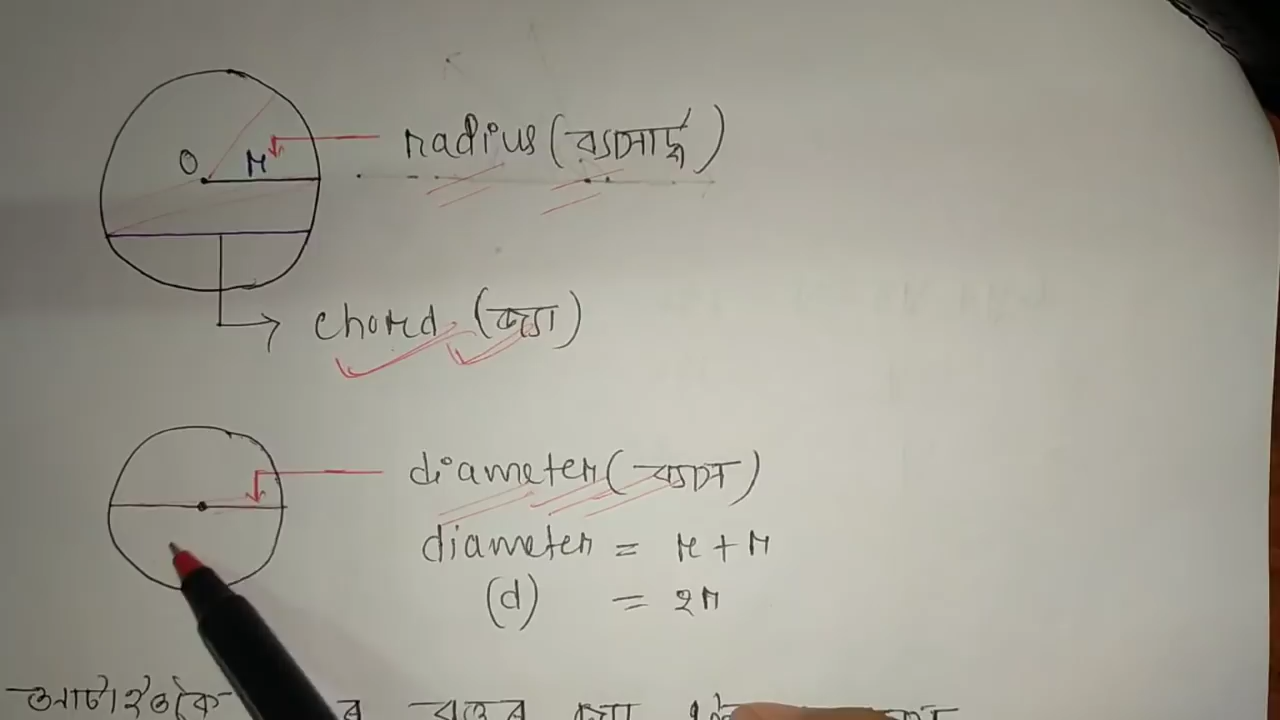 radius (ব্যাসার্দ্ধ)
O r
chord (জ্যা)
diameter (ব্যাস)
diameter = r + r
(d) = 2r